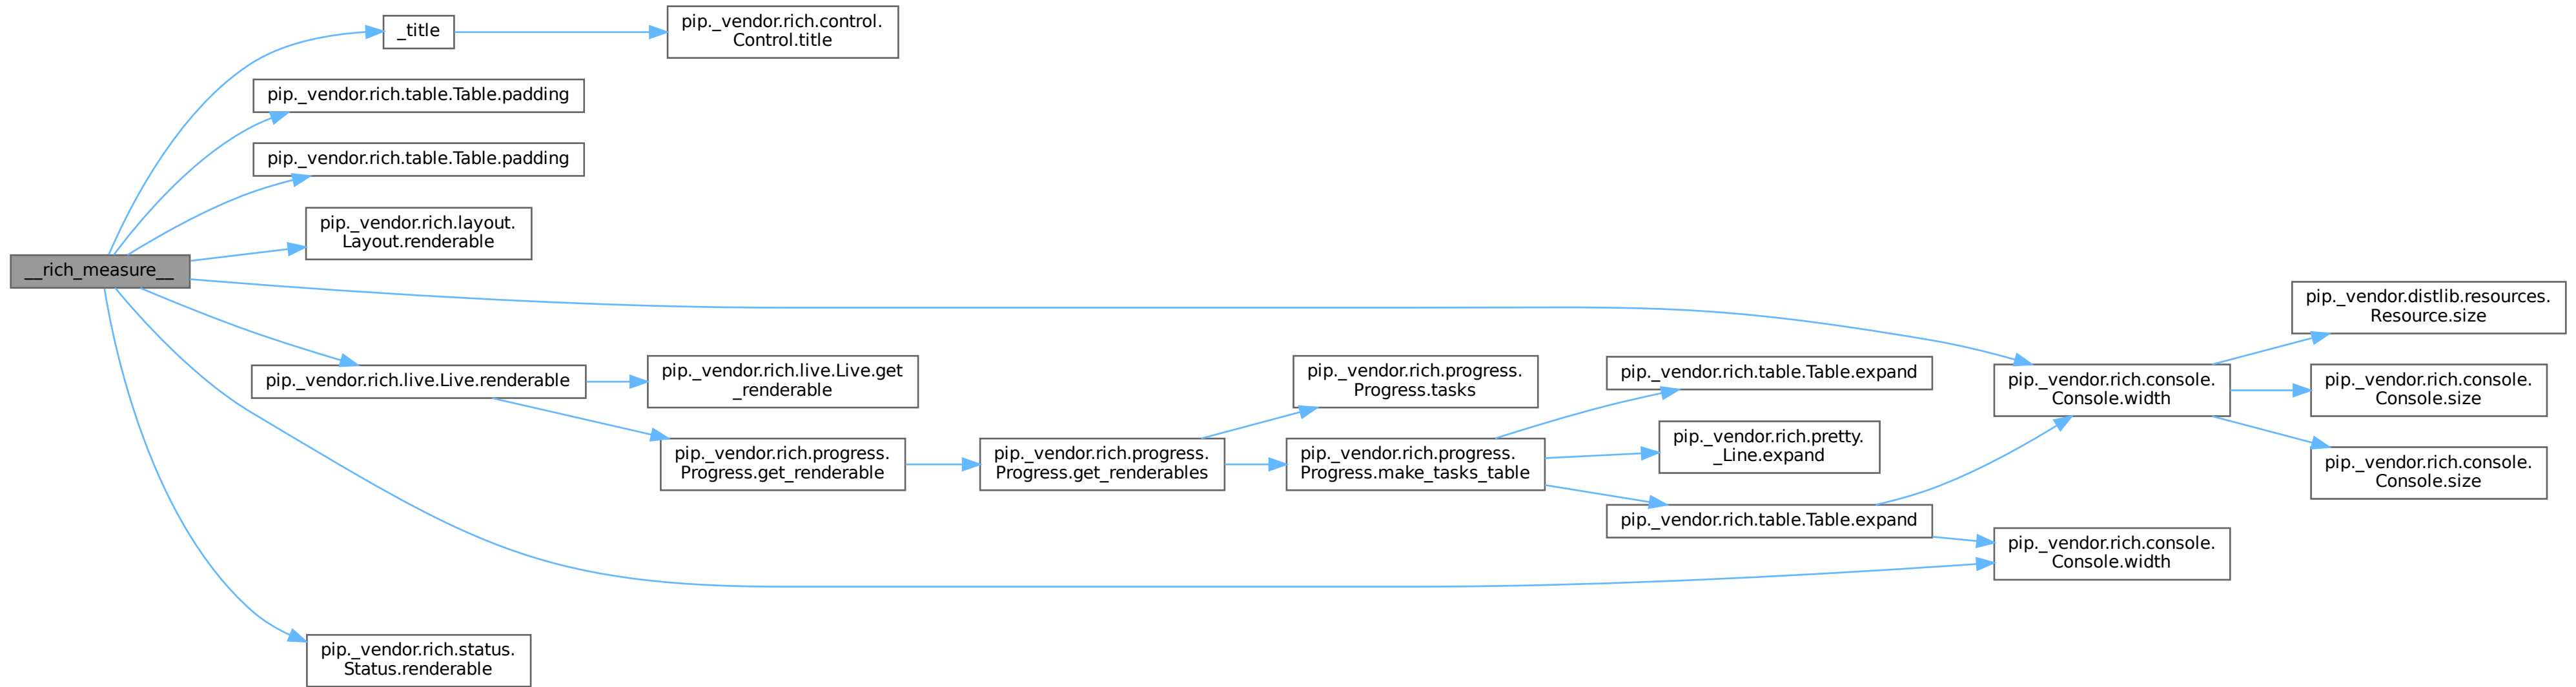 _title
pip._vendor.rich.control.
Control.title
pip._vendor.rich.table.Table.padding
pip._vendor.rich.table.Table.padding
pip._vendor.rich.layout.
Layout.renderable
__rich_measure__
pip._vendor.distlib.resources.
Resource.size
pip._vendor.rich.live.Live.renderable
pip._vendor.rich.live.Live.get
_renderable
pip._vendor.rich.progress.
Progress.tasks
pip._vendor.rich.table.Table.expand
pip._vendor.rich.console.
Console.width
pip._vendor.rich.console.
Console.size
pip._vendor.rich.progress.
Progress.get_renderable
pip._vendor.rich.progress.
Progress.get_renderables
pip._vendor.rich.progress.
Progress.make_tasks_table
pip._vendor.rich.pretty.
_Line.expand
pip._vendor.rich.console.
Console.size
pip._vendor.rich.table.Table.expand
pip._vendor.rich.console.
Console.width
pip._vendor.rich.status.
Status.renderable